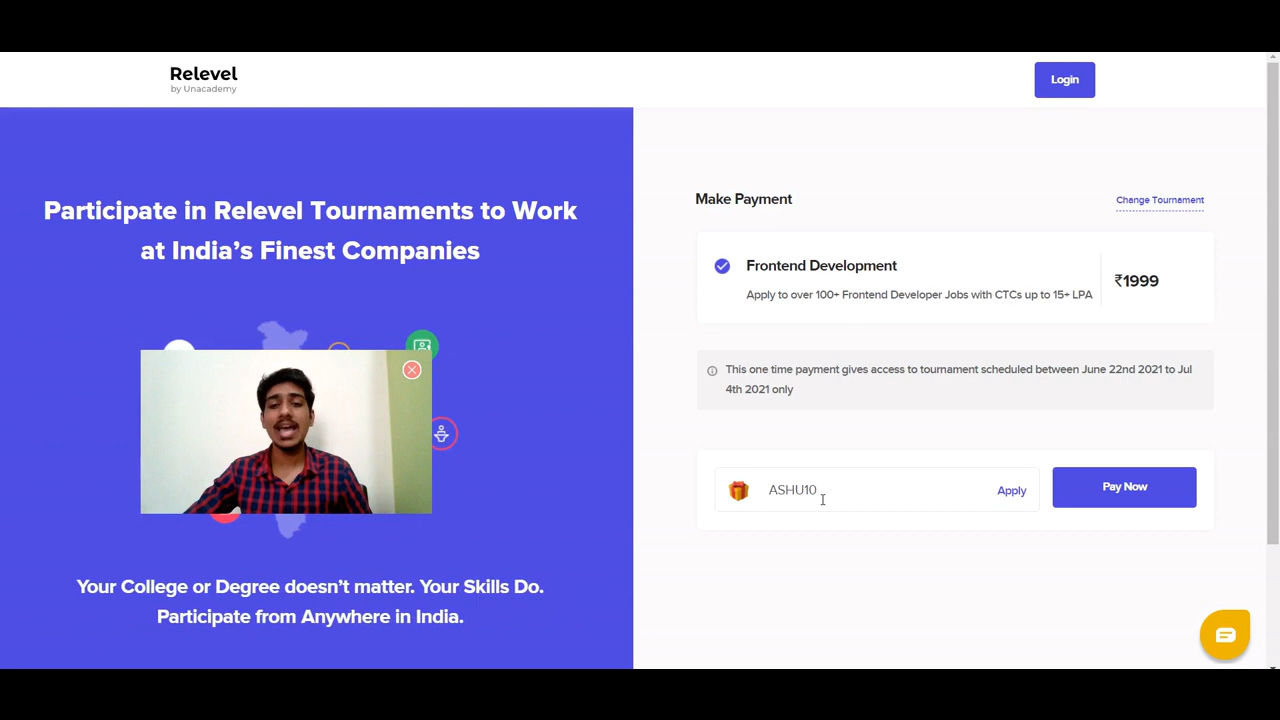 Relevel
by Unacademy
Login
Participate in Relevel Tournaments to Work
at India's Finest Companies
Your College or Degree doesn't matter. Your Skills Do.
Participate from Anywhere in India.
Make Payment
Change Tournament
Frontend Development
Apply to over 100+ Frontend Developer Jobs with CTCs up to 15+ LPA
₹1999
This one time payment gives access to tournament scheduled between June 22nd 2021 to Jul
4th 2021 only
ASHU10
Apply
Pay Now